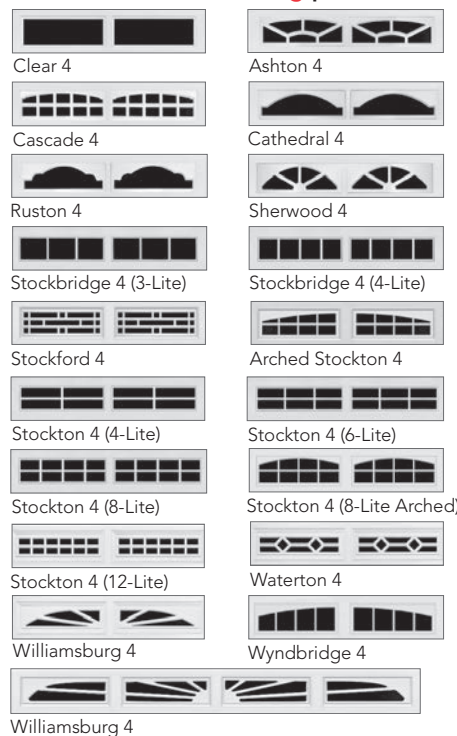 Clear 4
Ashton 4
Cascade 4
Cathedral 4
Ruston 4
Sherwood 4
Stockbridge 4 (3-Lite)
Stockbridge 4 (4-Lite)
Stockford 4
Arched Stockton 4
Stockton 4 (4-Lite)
Stockton 4 (6-Lite)
Stockton 4 (8-Lite)
Stockton 4 (8-Lite Arched)
Stockton 4 (12-Lite)
Waterton 4
Williamsburg 4
Wyndbridge 4
Williamsburg 4